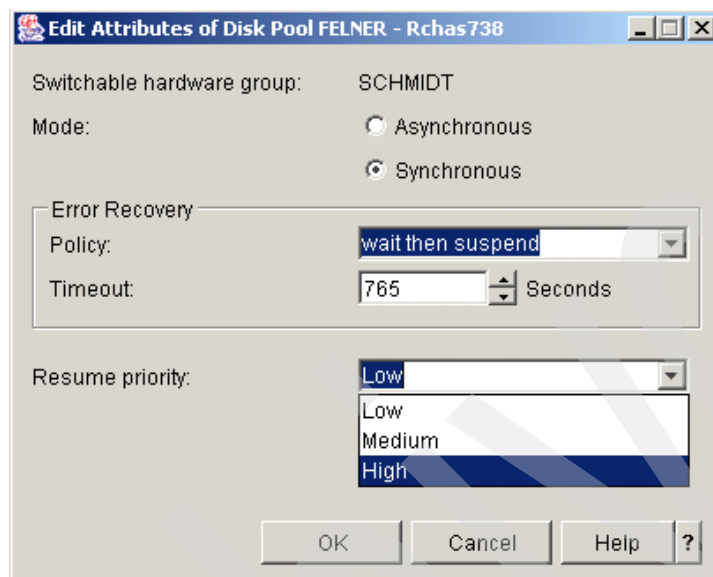 Edit Attributes of Disk Pool FELNER - Rchas738
Switchable hardware group: SCHMIDT
Mode: Asynchronous
Synchronous
Error Recovery
Policy: wait then suspend
Timeout: 765 Seconds
Resume priority: Low
Low
Medium
High
OK Cancel Help ?